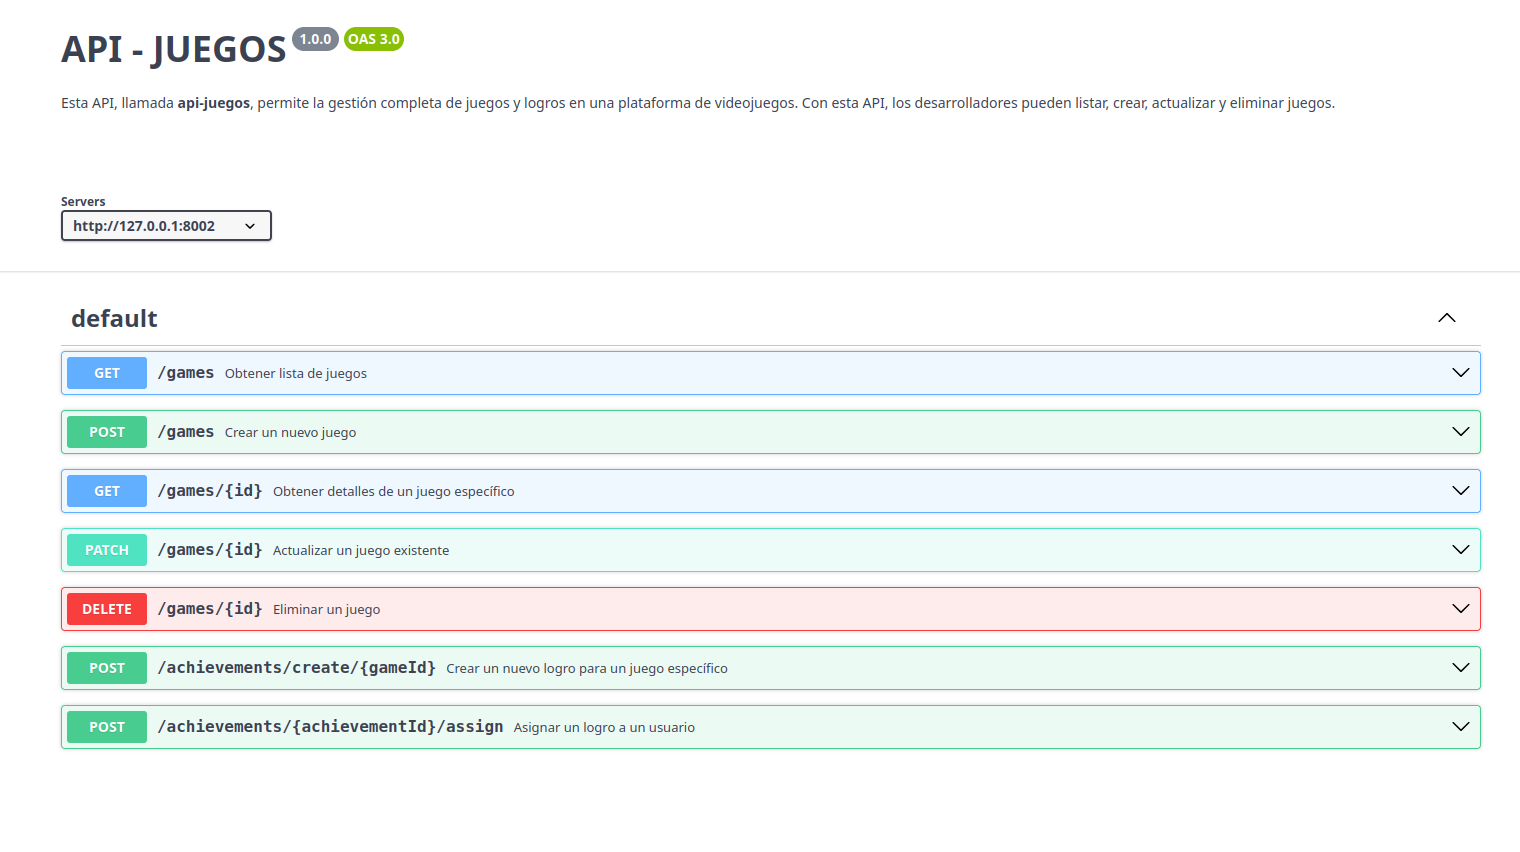 API - JUEGOS 1.0.0 OAS 3.0
Esta API, llamada api-juegos, permite la gestión completa de juegos y logros en una plataforma de videojuegos. Con esta API, los desarrolladores pueden listar, crear, actualizar y eliminar juegos.
Servers
http://127.0.0.1:8002
default
GET /games Obtener lista de juegos
POST /games Crear un nuevo juego
GET /games/{id} Obtener detalles de un juego específico
PATCH /games/{id} Actualizar un juego existente
DELETE /games/{id} Eliminar un juego
POST /achievements/create/{gameId} Crear un nuevo logro para un juego específico
POST /achievements/{achievementId}/assign Asignar un logro a un usuario